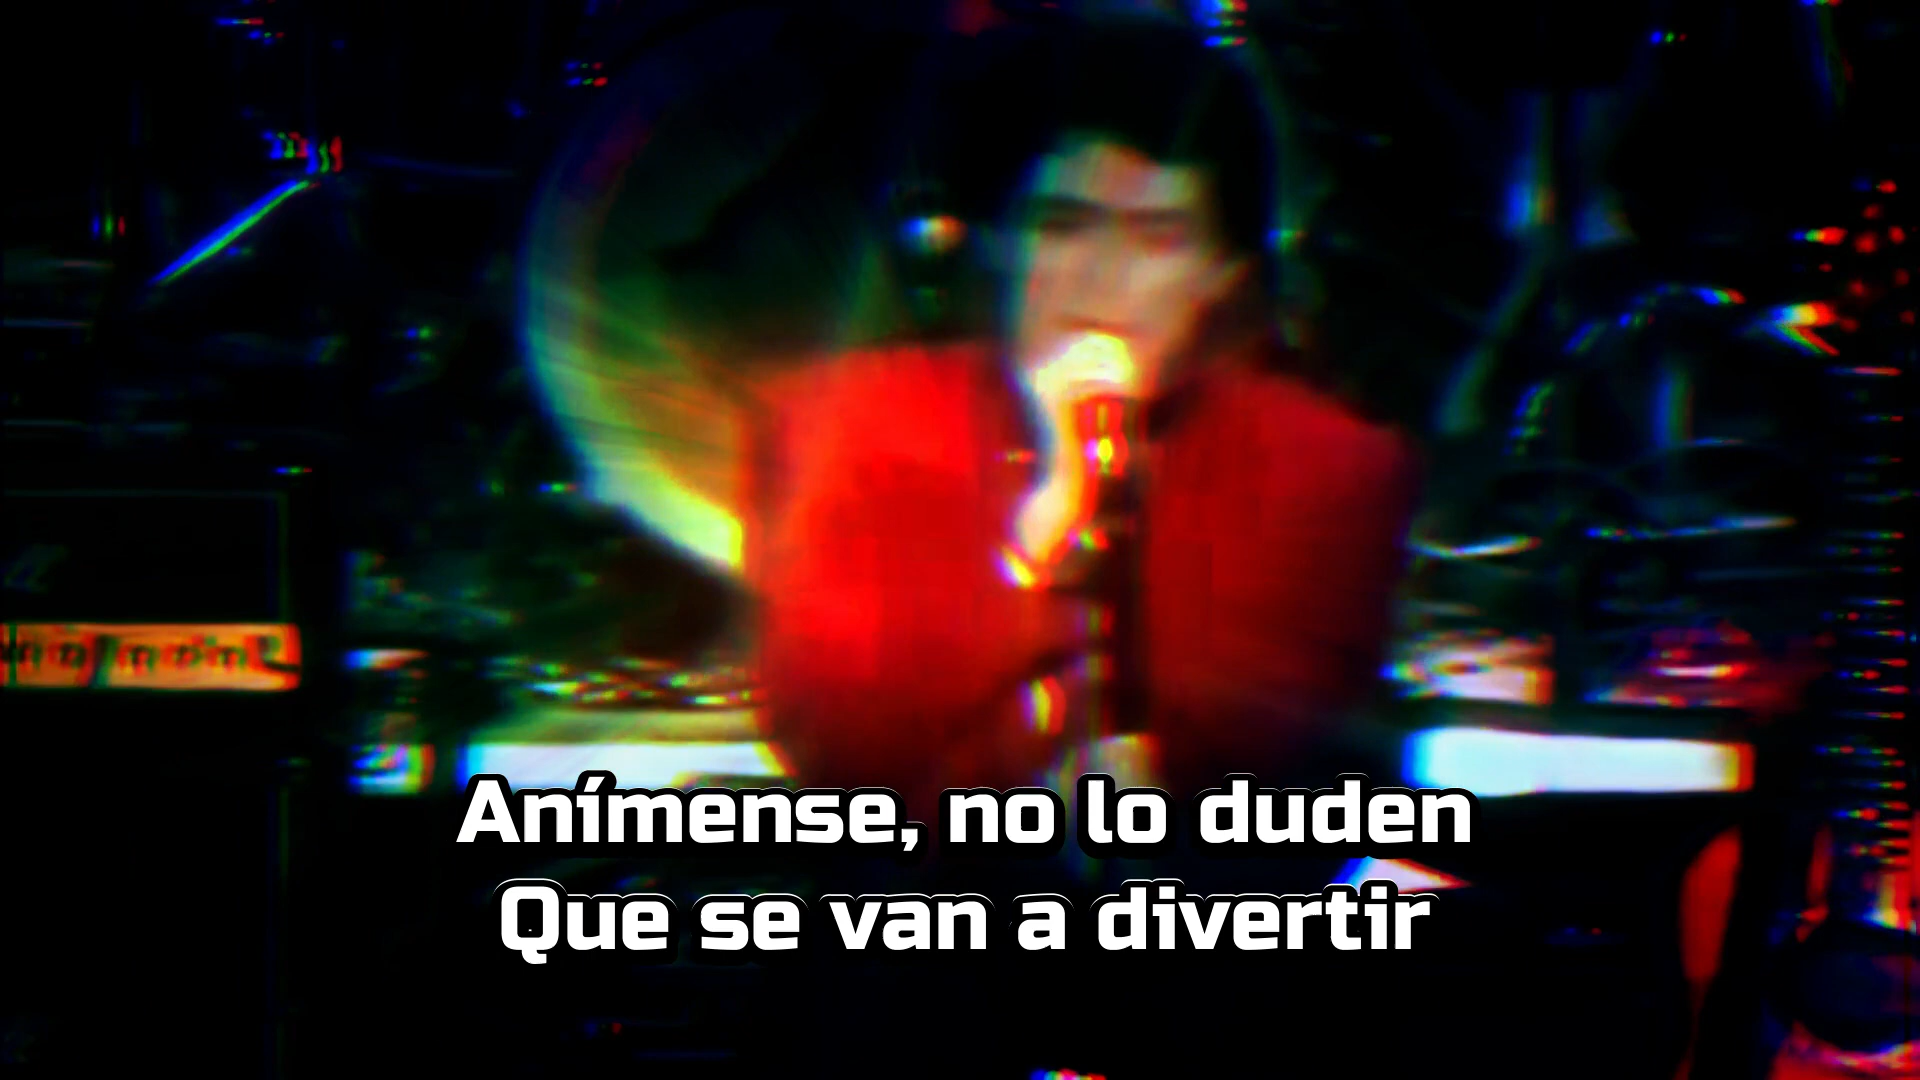 Anímense, no lo duden
Que se van a divertir